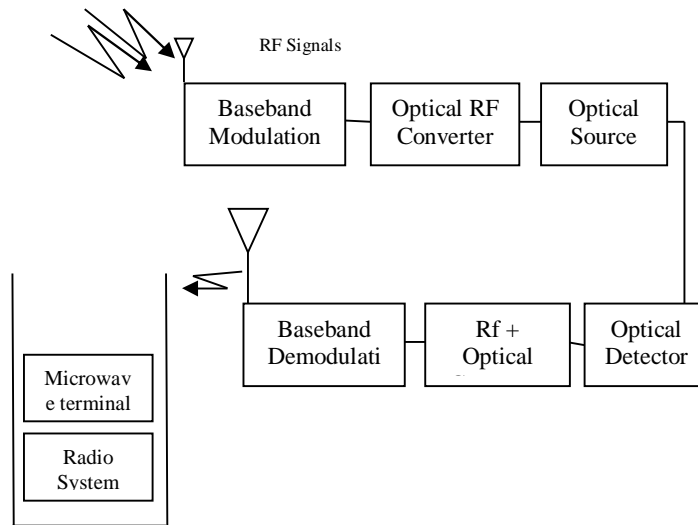 RF Signals
Baseband
Modulation
Optical RF
Converter
Optical
Source
Baseband
Demodulati
Rf +
Optical
Optical
Detector
Microwav
e terminal
Radio
System